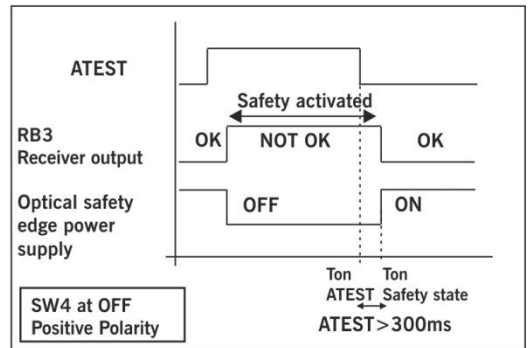 ATEST
Safety activated
RB3
Receiver output
OK NOT OK OK
Optical safety
edge power
supply
OFF ON
Ton Ton
ATEST Safety state
ATEST>300ms
SW4 at OFF
Positive Polarity